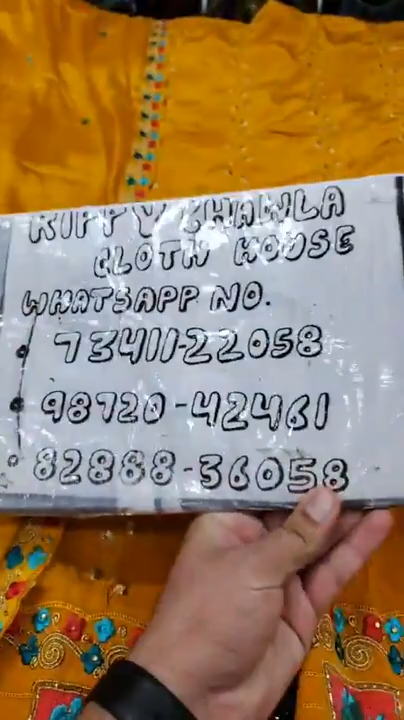 RIPPY CHAWLA
CLOTH HOUSE
WHATSAPP NO.
73411-22058
98720-42461
82888-36058